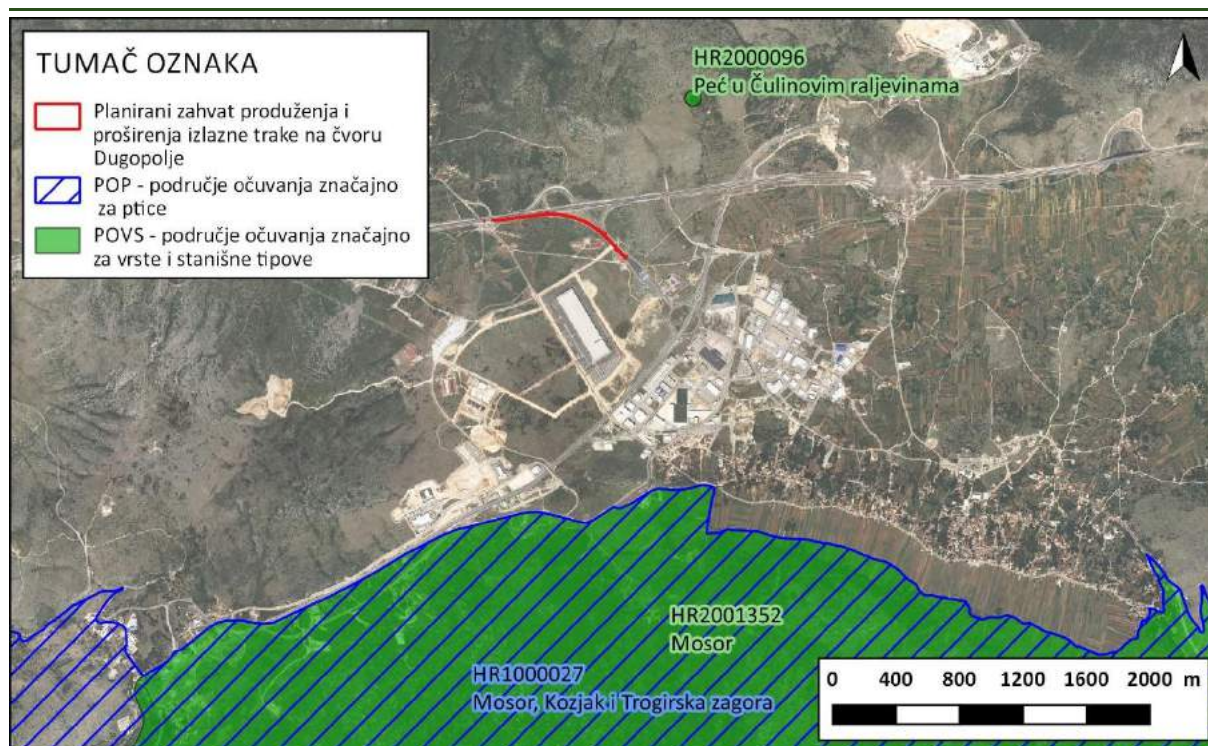 TUMAČ OZNAKA
Planirani zahvat produženja i
proširenja izlazne trake na čvoru
Dugopolje
POP - područje očuvanja značajno
za ptice
POVS - područje očuvanja značajno
za vrste i stanišne tipove
HR2000096
Peć u Čulinovim raljevinama
HR2001352
Mosor
HR1000027
Mosor, Kozjak i Trogirska zagora
0 400 800 1200 1600 2000 m